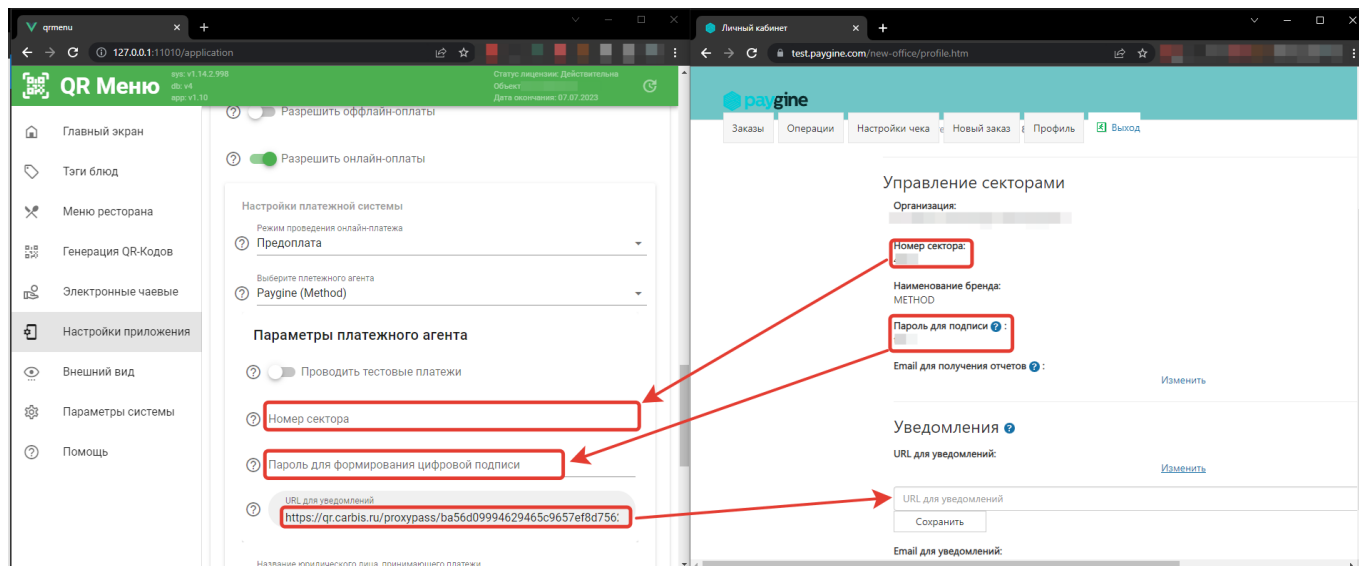 qrmenu
127.0.0.1:11010/application
QR Меню
sys: v1.14.2.998
db: v4
app: v1.10
Статус лицензии: Действительна
Объект
Дата окончания: 07.07.2023
Главный экран
Тэги блюд
Меню ресторана
Генерация QR-Кодов
Электронные чаевые
Настройки приложения
Внешний вид
Параметры системы
Помощь
Разрешить оффлайн-оплаты
Разрешить онлайн-оплаты
Настройки платежной системы
Режим проведения онлайн-платежа
Предоплата
Выберите плетежного агента
Paygine (Method)
Параметры платежного агента
Проводить тестовые платежи
Номер сектора
Пароль для формирования цифровой подписи
URL для уведомлений
https://qr.carbis.ru/proxypass/ba56d09994629465c9657ef8d756
Название юридического лица, принимающего платежи
Личный кабинет
test.paygine.com/new-office/profile.htm
paygine
Заказы
Операции
Настройки чека
Новый заказ
Профиль
Выход
Управление секторами
Организация:
Номер сектора:
Наименование бренда:
METHOD
Пароль для подписи ? :
Email для получения отчетов ? :
Изменить
Уведомления ?
URL для уведомлений:
Изменить
URL для уведомлений
Сохранить
Email для уведомлений: